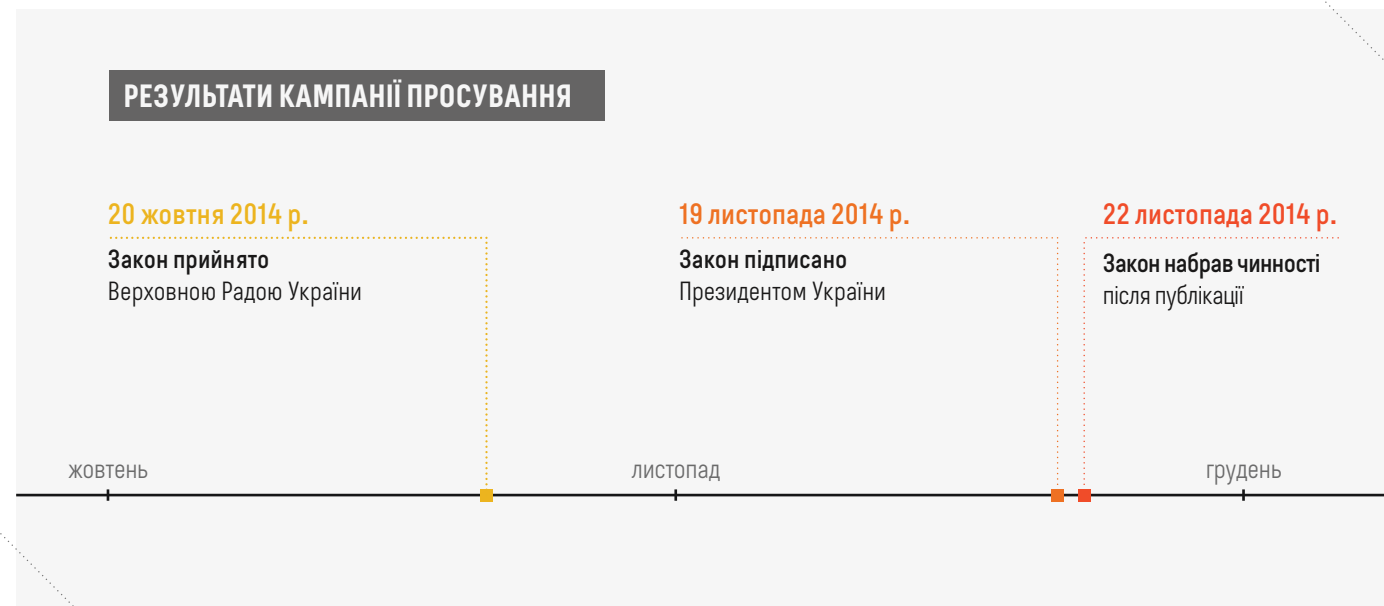 РЕЗУЛЬТАТИ КАМПАНІЇ ПРОСУВАННЯ
20 жовтня 2014 р.
Закон прийнято
Верховною Радою України
19 листопада 2014 р.
Закон підписано
Президентом України
22 листопада 2014 р.
Закон набрав чинності
після публікації
жовтень
листопад
грудень